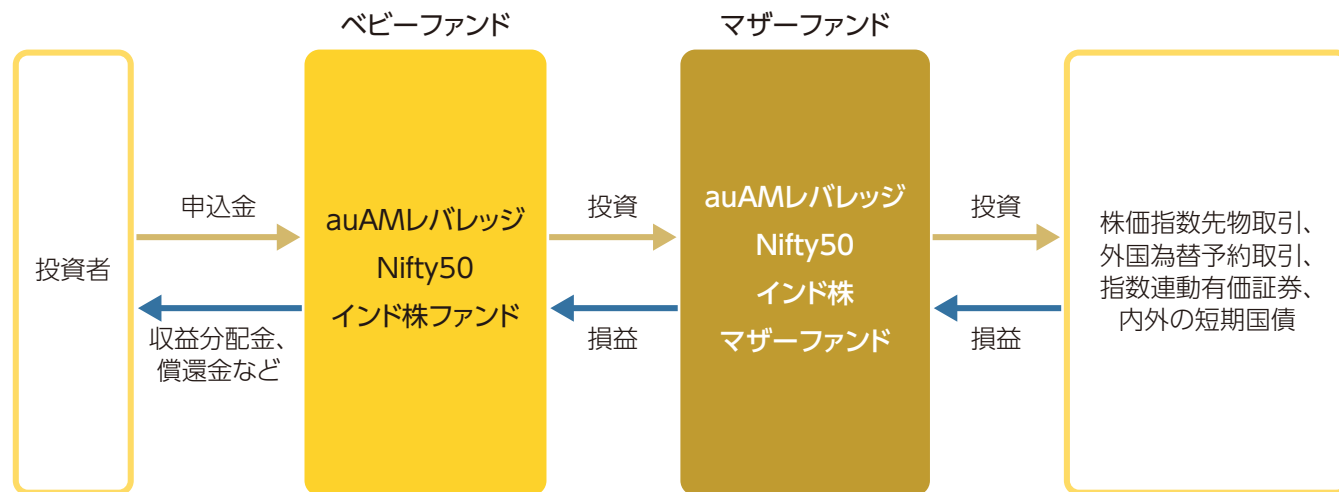 ベビーファンド
マザーファンド
投資者
申込金
収益分配金、
償還金など
auAMレバレッジ
Nifty50
インド株ファンド
投資
損益
auAMレバレッジ
Nifty50
インド株
マザーファンド
投資
損益
株価指数先物取引、
外国為替予約取引、
指数連動有価証券、
内外の短期国債